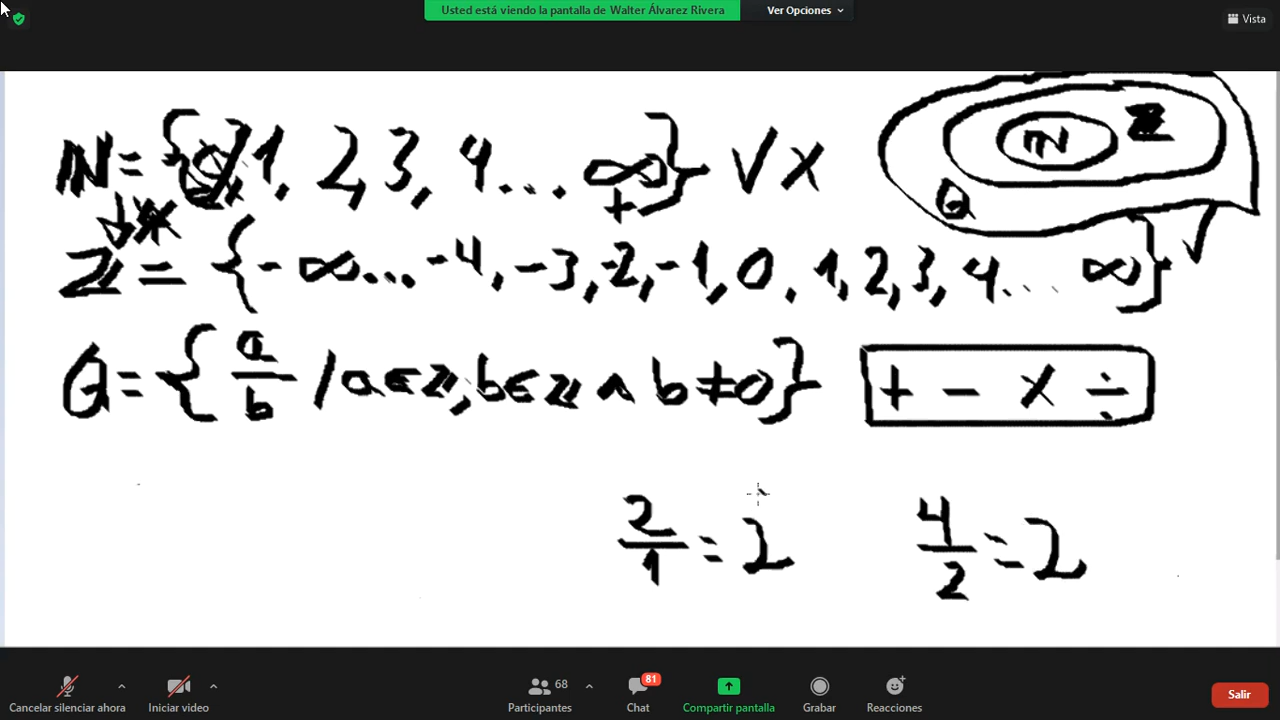 Usted está viendo la pantalla de Walter Álvarez Rivera Ver Opciones
Vista
ℕ = { 1, 2, 3, 4 ... ∞ } √ X
+
N Z
Q
ℤ = { - ∞ ... -4, -3, -2, -1, 0, 1, 2, 3, 4 ... ∞ } √
Q = { a/b / a ∈ ℤ, b ∈ ℤ ∧ b ≠ 0 } + − x ÷
2/1 = 2 4/2 = 2
Cancelar silenciar ahora Iniciar video 68 Participantes 81 Chat Compartir pantalla Grabar Reacciones Salir